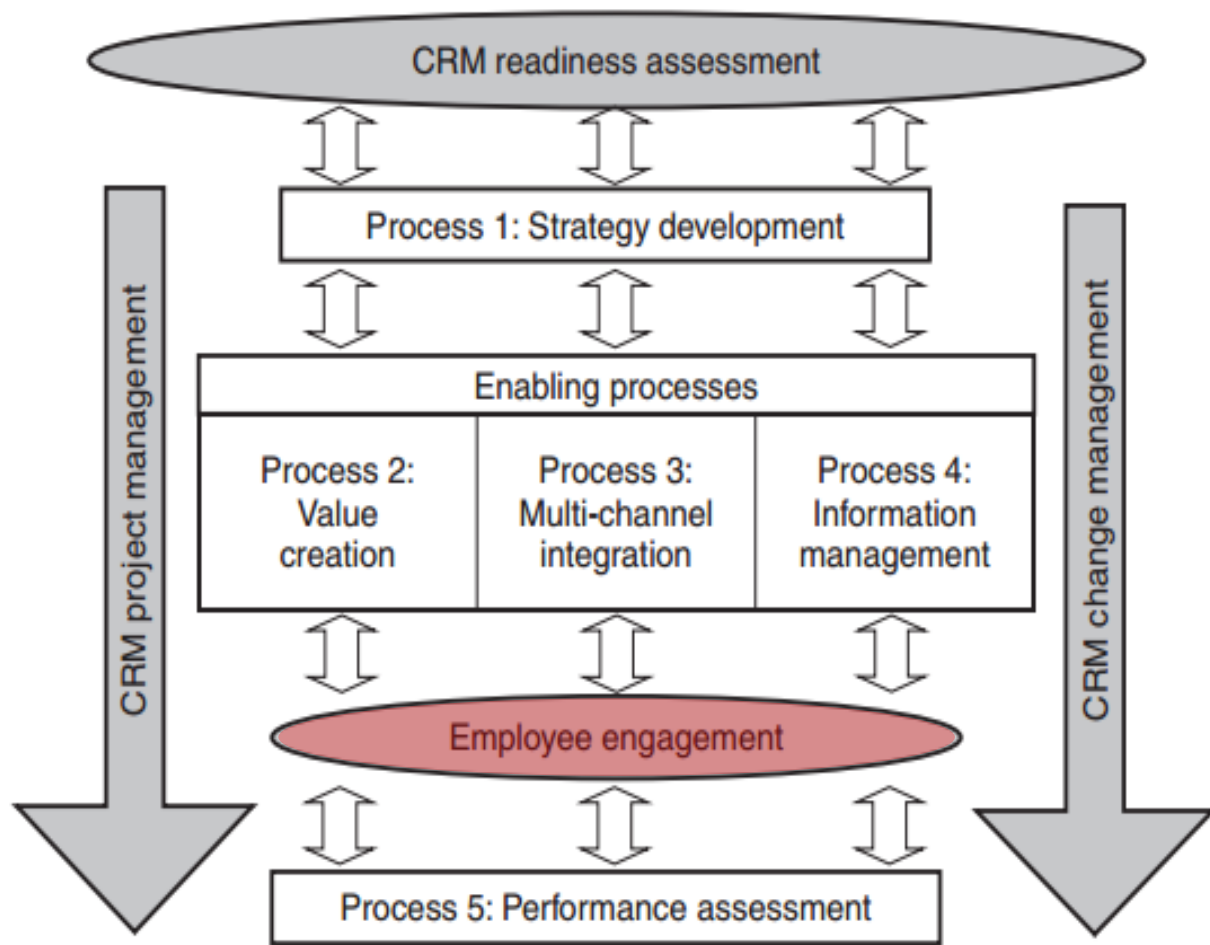 CRM readiness assessment
Process 1: Strategy development
CRM project management
CRM change management
Enabling processes
Process 2:
Value
creation
Process 3:
Multi-channel
integration
Process 4:
Information
management
Employee engagement
Process 5: Performance assessment